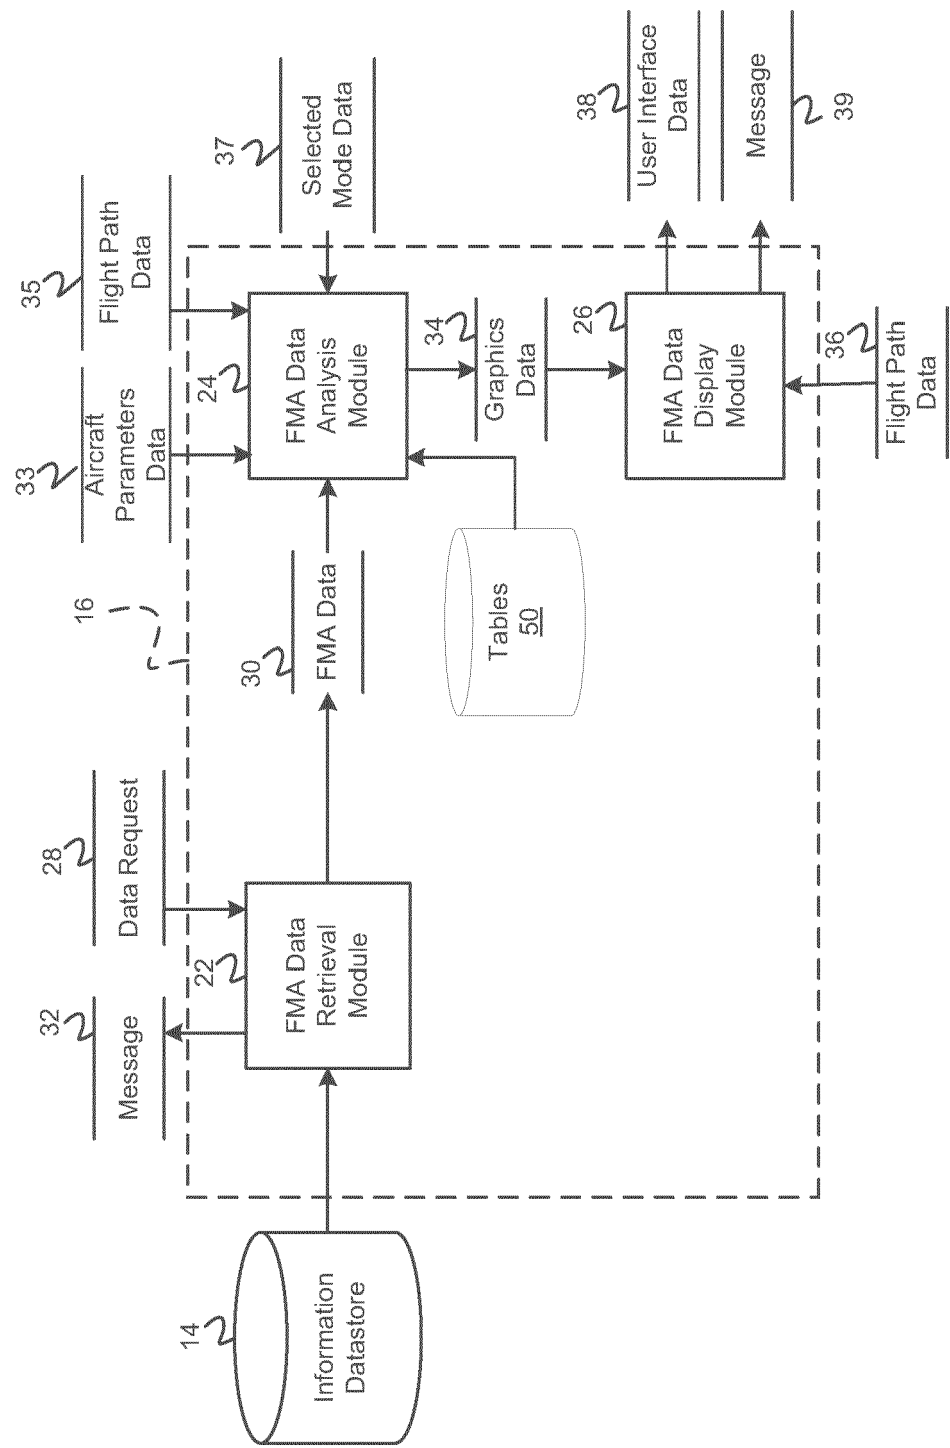 32
Message
28
Data Request
16
33
Aircraft
Parameters
Data
35
Flight Path
Data
37
Selected
Mode Data
14
Information
Datastore
22
FMA Data
Retrieval
Module
30
FMA Data
24
FMA Data
Analysis
Module
Tables
50
34
Graphics
Data
26
FMA Data
Display
Module
36
Flight Path
Data
38
User Interface
Data
Message
39